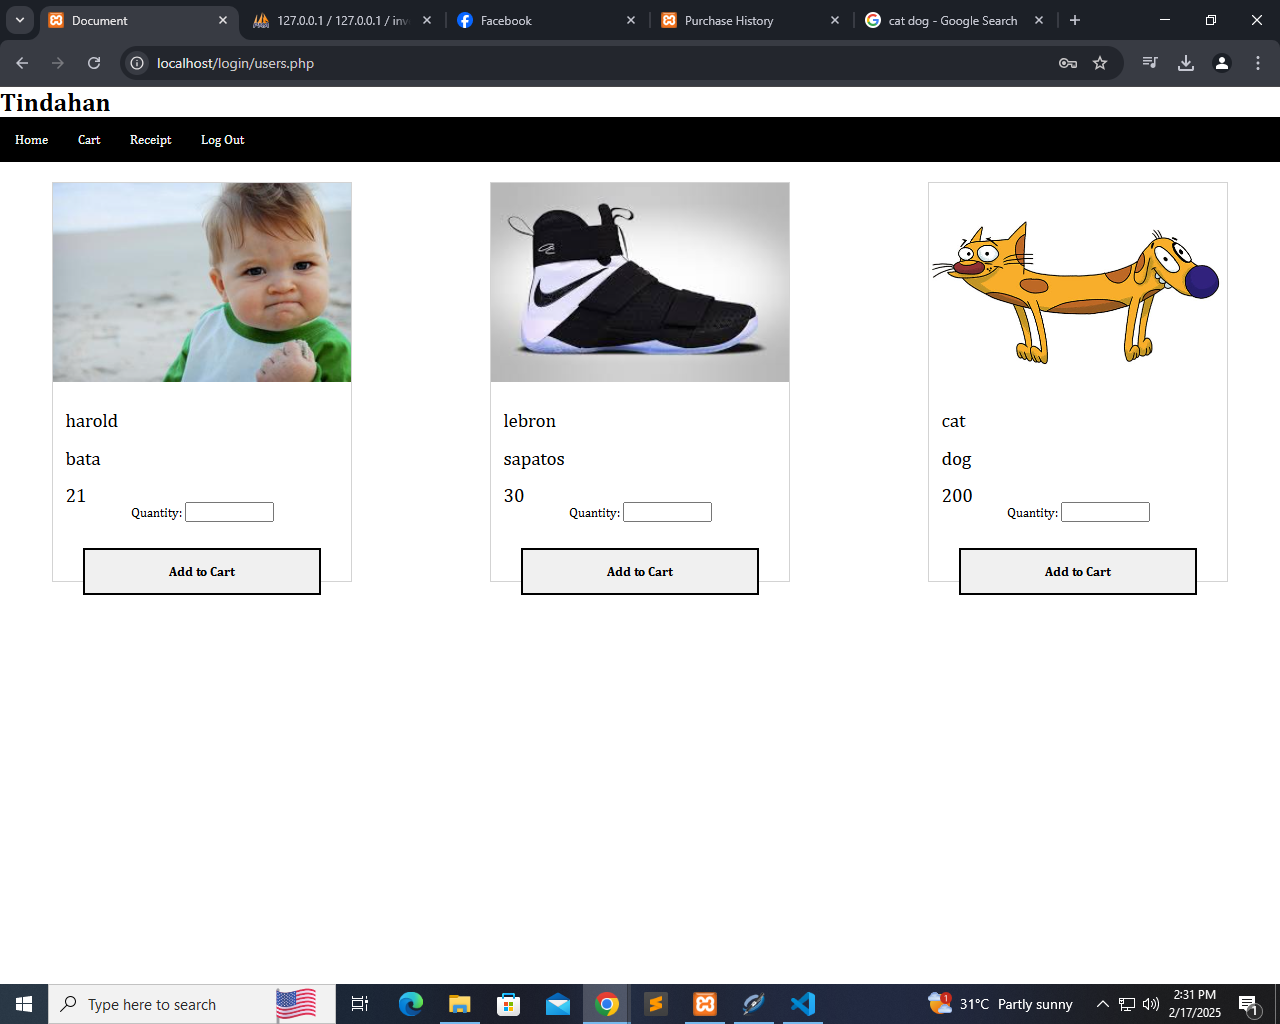 Document
127.0.0.1 / 127.0.0.1 / inv
Facebook
Purchase History
cat dog - Google Search
localhost/login/users.php
Tindahan
Home Cart Receipt Log Out
harold
bata
21
Quantity:
Add to Cart
lebron
sapatos
30
Quantity:
Add to Cart
cat
dog
200
Quantity:
Add to Cart
Type here to search
1
31°C Partly sunny
2:31 PM
2/17/2025
1